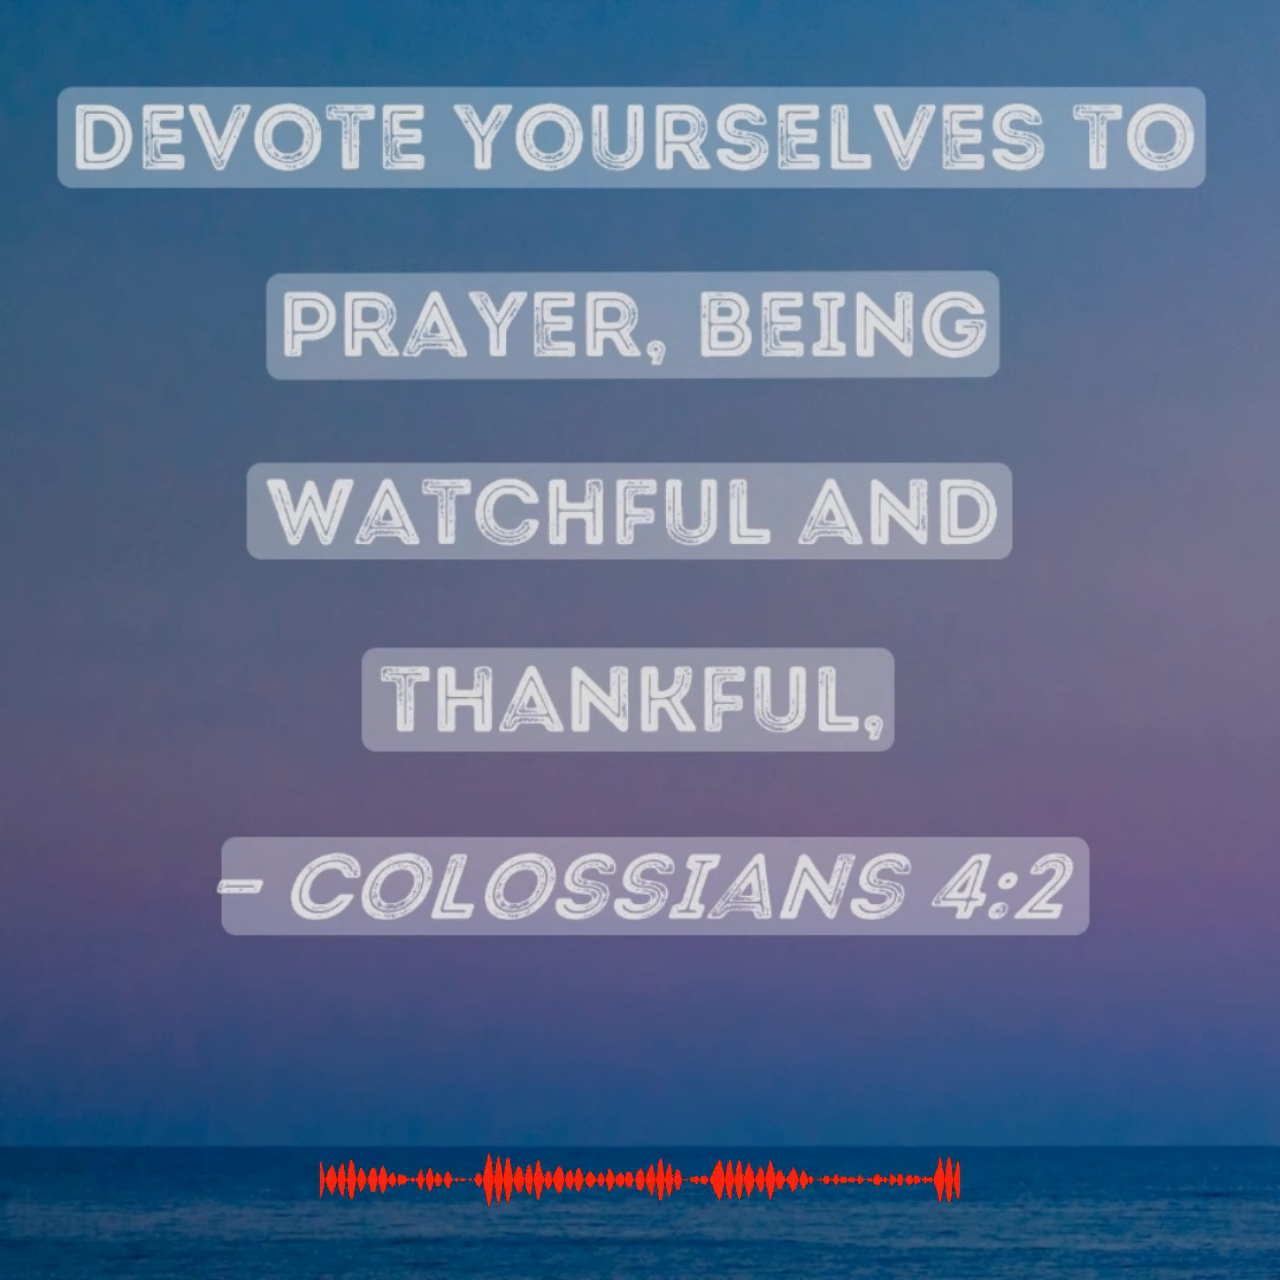 DEVOTE YOURSELVES TO
PRAYER, BEING
WATCHFUL AND
THANKFUL,
– COLOSSIANS 4:2